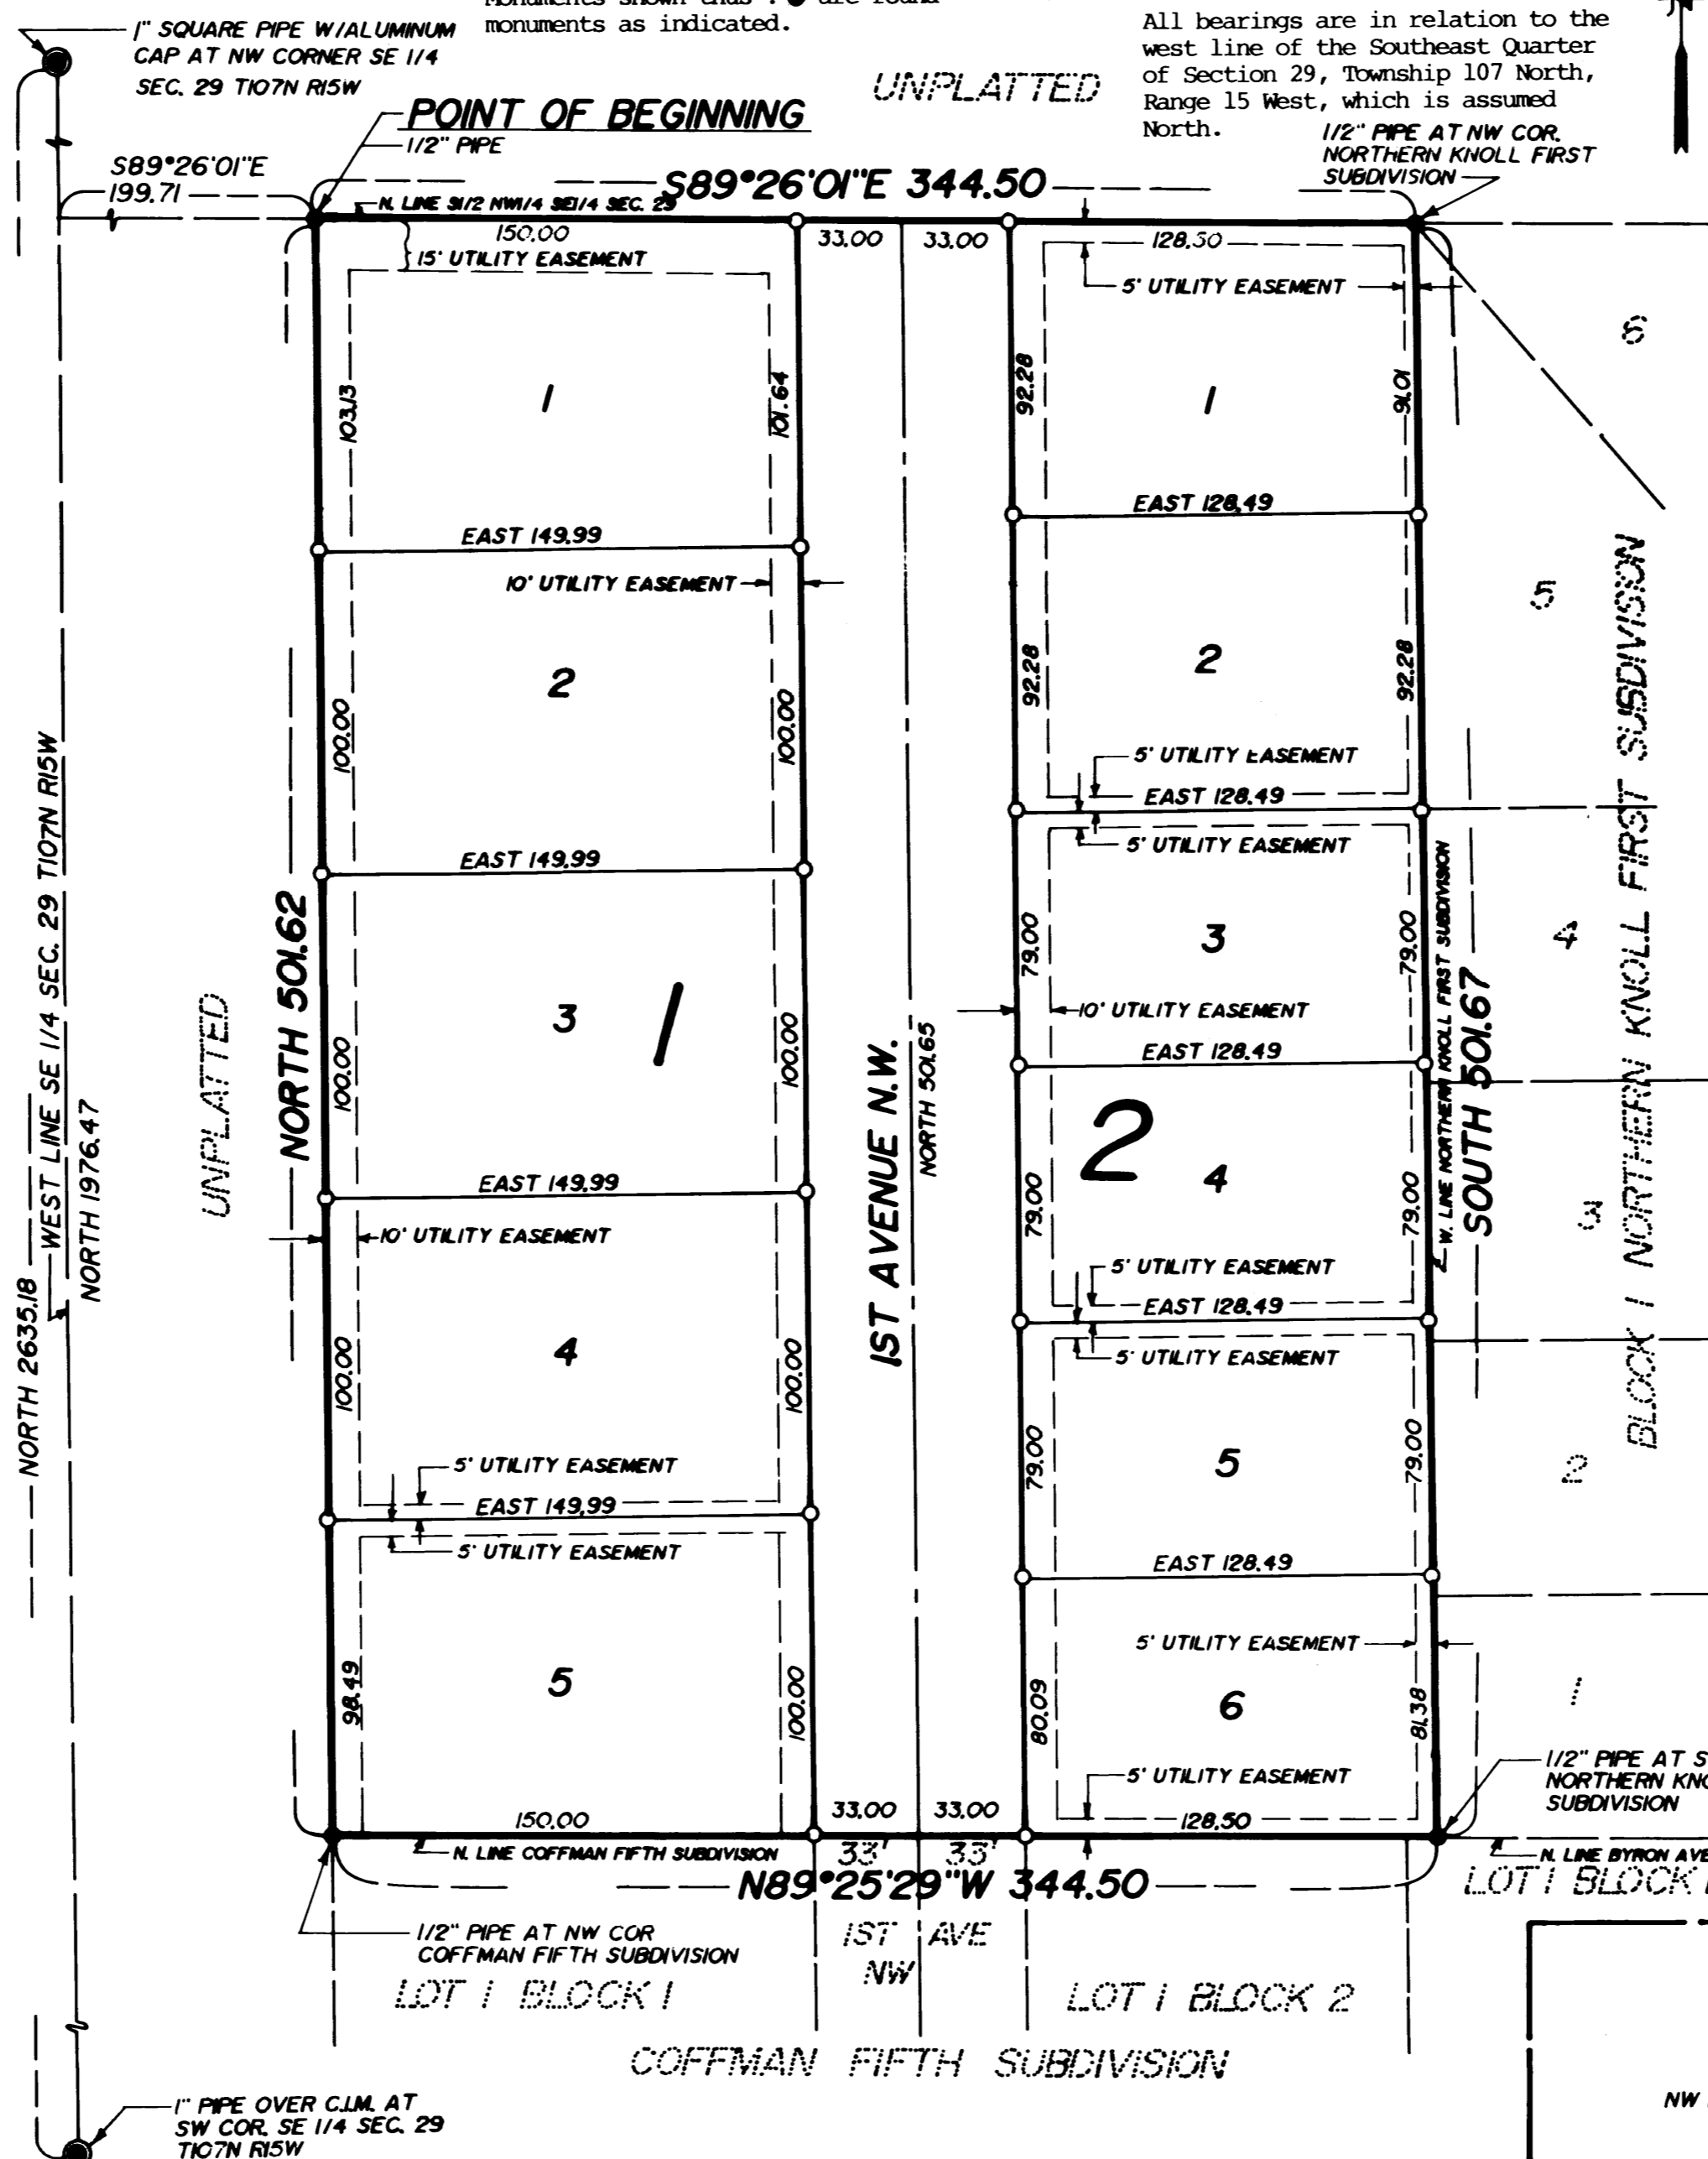 monuments as indicated.
All bearings are in relation to the
west line of the Southeast Quarter
of Section 29, Township 107 North,
Range 15 West, which is assumed
North.
1" SQUARE PIPE W/ALUMINUM
CAP AT NW CORNER SE 1/4
SEC. 29 T107N R15W
UNPLATTED
POINT OF BEGINNING
1/2" PIPE
1/2" PIPE AT NW COR.
NORTHERN KNOLL FIRST
SUBDIVISION
S89°26'01"E
199.71
S89°26'01"E 344.50
N. LINE S1/2 NW1/4 SE1/4 SEC. 29
150.00
33.00
33.00
128.50
15' UTILITY EASEMENT
5' UTILITY EASEMENT
6
103.13
1
101.64
92.28
1
91.01
EAST 149.99
EAST 128.49
10' UTILITY EASEMENT
5
2
2
100.00
100.00
92.28
92.28
5' UTILITY EASEMENT
EAST 128.49
5' UTILITY EASEMENT
EAST 149.99
NORTH 2635.18
WEST LINE SE 1/4 SEC. 29 T107N R15W
NORTH 1976.47
UNPLATTED
NORTH 501.62
3
1
100.00
100.00
1ST AVENUE N.W.
NORTH 501.65
79.00
3
79.00
4
10' UTILITY EASEMENT
EAST 128.49
W. LINE NORTHERN KNOLL FIRST SUBDIVISION
SOUTH 501.67
BLOCK 1 NORTHERN KNOLL FIRST SUBDIVISION
EAST 149.99
2
4
79.00
79.00
3
10' UTILITY EASEMENT
5' UTILITY EASEMENT
EAST 128.49
5' UTILITY EASEMENT
4
100.00
100.00
5' UTILITY EASEMENT
EAST 149.99
5' UTILITY EASEMENT
79.00
5
79.00
2
EAST 128.49
5' UTILITY EASEMENT
98.49
5
100.00
80.09
6
81.38
1
5' UTILITY EASEMENT
1/2" PIPE AT
NORTHERN
SUBDIVISION
150.00
33.00
33.00
128.50
N. LINE COFFMAN FIFTH SUBDIVISION
33'
33'
N. LINE BYRON
N89°25'29"W 344.50
LOT 1 BLOCK
1/2" PIPE AT NW COR
COFFMAN FIFTH SUBDIVISION
1ST AVE
NW
LOT 1 BLOCK 1
LOT 1 BLOCK 2
COFFMAN FIFTH SUBDIVISION
1" PIPE OVER C.I.M. AT
SW COR. SE 1/4 SEC. 29
T107N R15W
NW